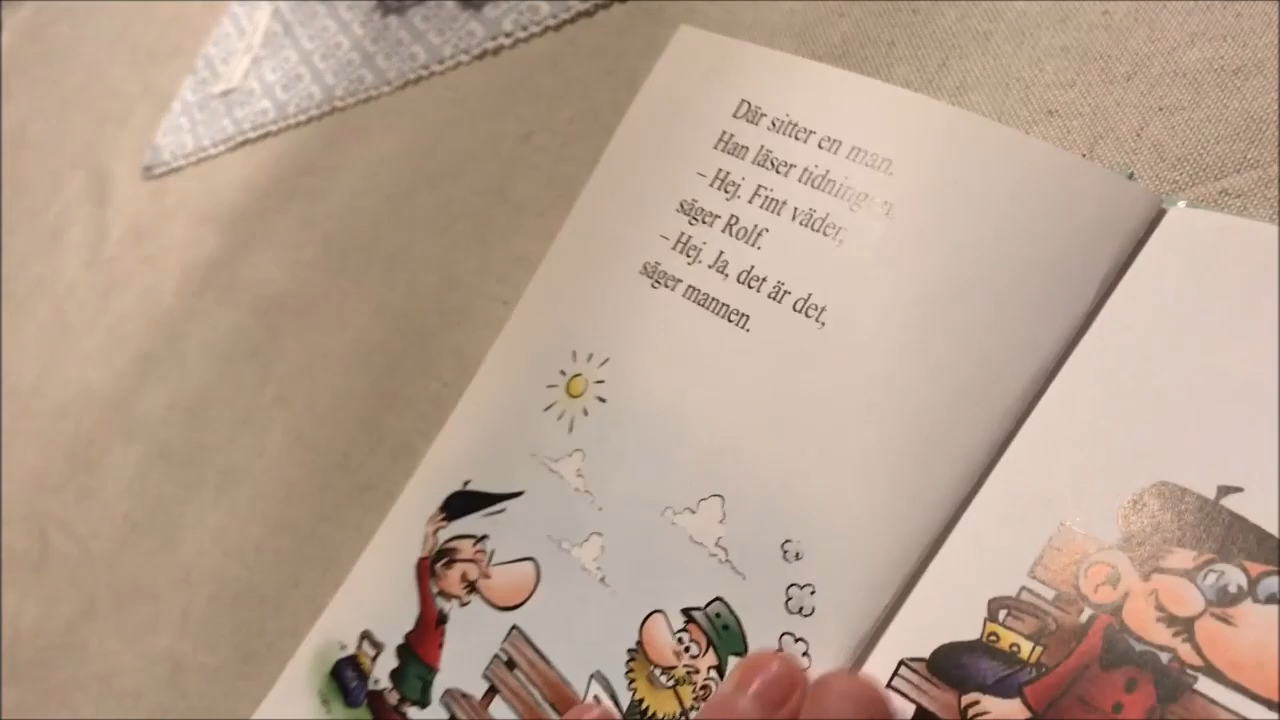 Där sitter en man.
Han läser tidningen.
– Hej. Fint väder,
säger Rolf.
– Hej. Ja, det är det,
säger mannen.